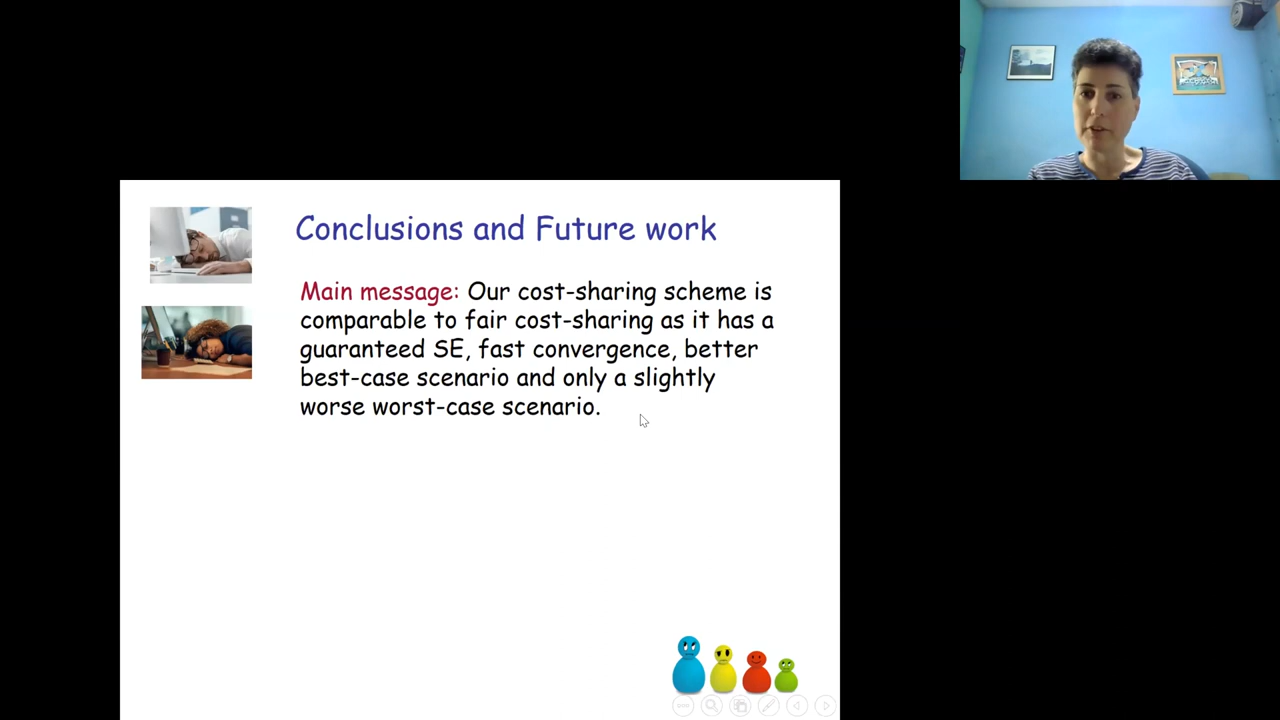 Conclusions and Future work
Main message: Our cost-sharing scheme is
comparable to fair cost-sharing as it has a
guaranteed SE, fast convergence, better
best-case scenario and only a slightly
worse worst-case scenario.